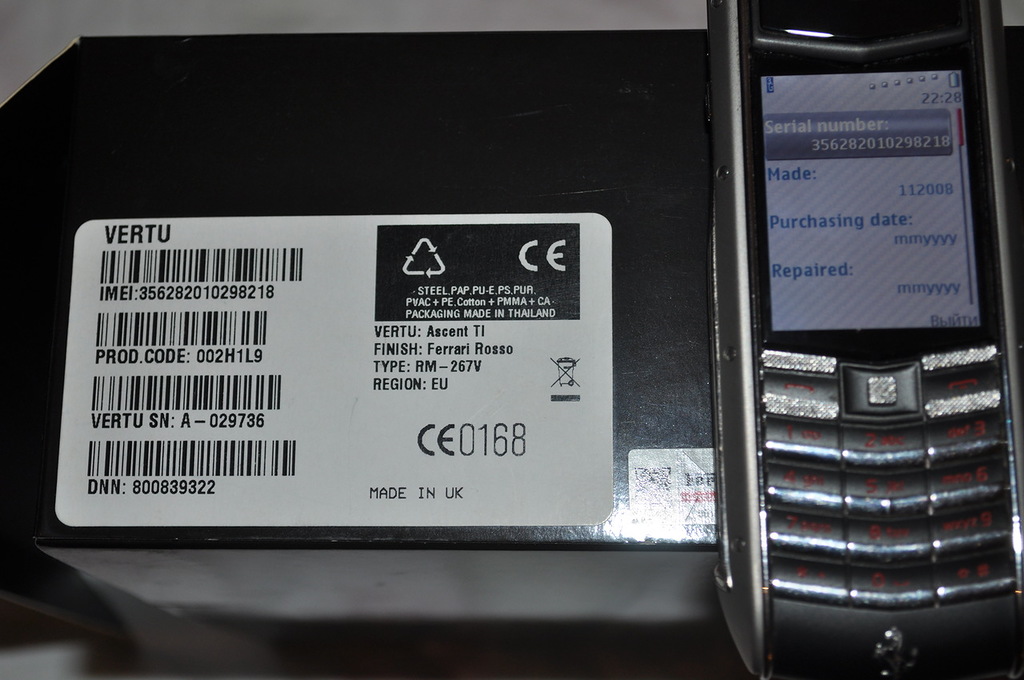 VERTU
IMEI:356282010298218
PROD.CODE: 002H1L9
VERTU SN: A-029736
DNN: 800839322
CE
STEEL.PAP.PU-E.PS.PUR.
PVAC+PE.Cotton+PMMA+CA
PACKAGING MADE IN THAILAND
VERTU: Ascent TI
FINISH: Ferrari Rosso
TYPE: RM-267V
REGION: EU
CE0168
MADE IN UK
22:28
Serial number:
356282010298218
Made:
112008
Purchasing date:
mmyyyy
Repaired:
mmyyyy
Выйти